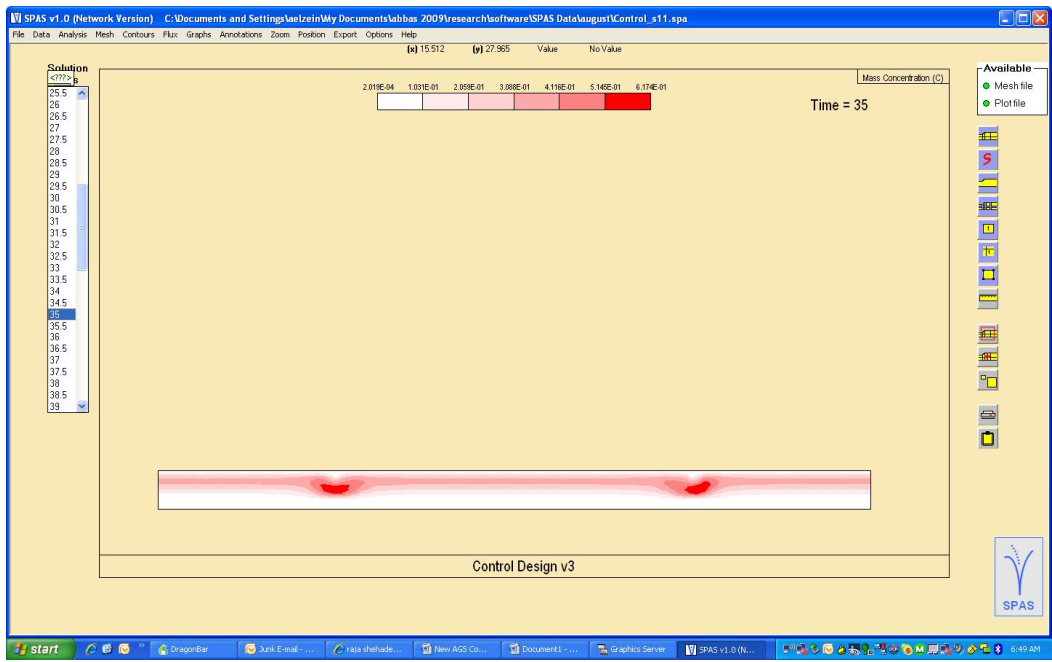 SPAS v1.0 (Network Version) C:\Documents and Settings\aelzein\My Documents\abbas 2009\research\software\SPAS Data\august\Control_s11.spa
File Data Analysis Mesh Contours Flux Graphs Annotations Zoom Position Export Options Help
(x) 15.512 (y) 27.965 Value No Value
Solution
<???> s
25.5
26
26.5
27
27.5
28
28.5
29
29.5
30
30.5
31
31.5
32
32.5
33
33.5
34
34.5
35
35.5
36
36.5
37
37.5
38
38.5
39
2.019E-04 1.031E-01 2.059E-01 3.088E-01 4.116E-01 5.145E-01 6.174E-01
Mass Concentration (C)
Time = 35
Available
Mesh file
Plot file
Control Design v3
SPAS
start
DragonBar
Junk E-mail - ...
raja shehade...
New AGS Co...
Document1 - ...
Graphics Server
SPAS v1.0 (N...
6:49 AM